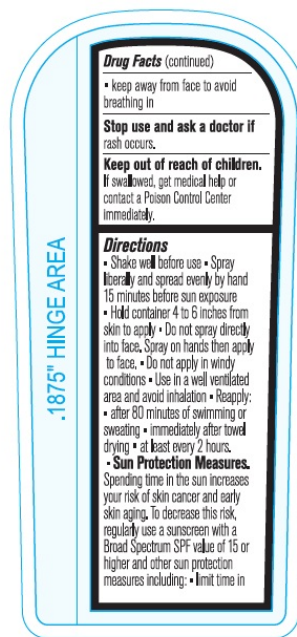 Drug Facts (continued)
▪ keep away from face to avoid
breathing in
Stop use and ask a doctor if
rash occurs.
Keep out of reach of children.
If swallowed, get medical help or
contact a Poison Control Center
immediately.
Directions
▪ Shake well before use ▪ Spray
liberally and spread evenly by hand
15 minutes before sun exposure
▪ Hold container 4 to 6 inches from
skin to apply ▪ Do not spray directly
into face. Spray on hands then apply
to face. ▪ Do not apply in windy
conditions ▪ Use in a well ventilated
area and avoid inhalation ▪ Reapply:
▪ after 80 minutes of swimming or
sweating ▪ immediately after towel
drying ▪ at least every 2 hours.
▪ Sun Protection Measures.
Spending time in the sun increases
your risk of skin cancer and early
skin aging. To decrease this risk,
regularly use a sunscreen with a
Broad Spectrum SPF value of 15 or
higher and other sun protection
measures including: ▪ limit time in
.1875" HINGE AREA